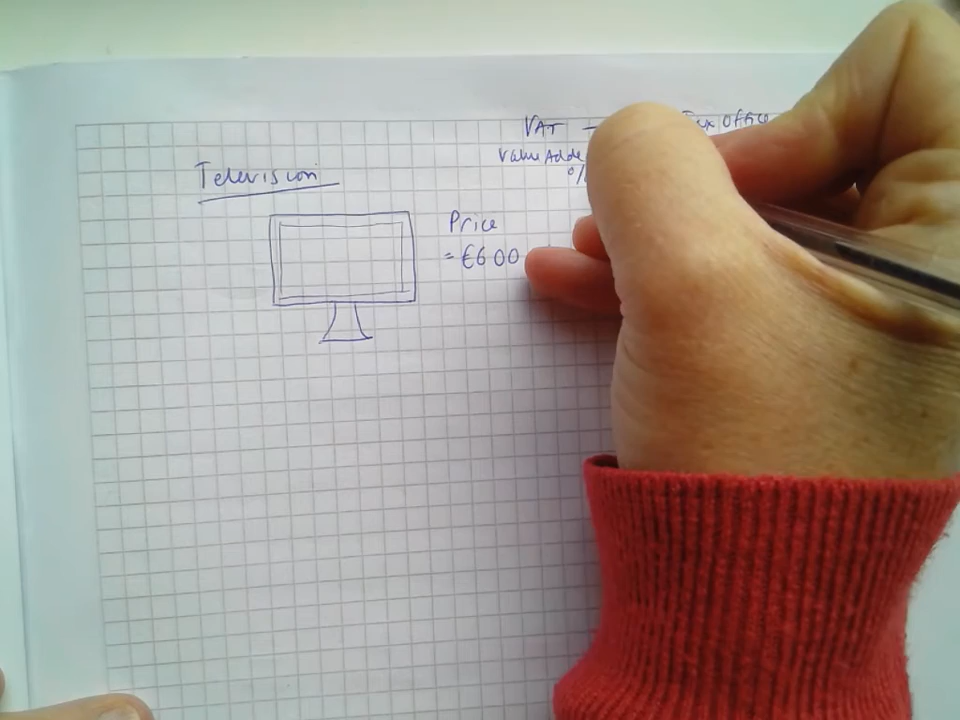 VAT → Tax Office
Value Adde
%
Television
Price
= €600